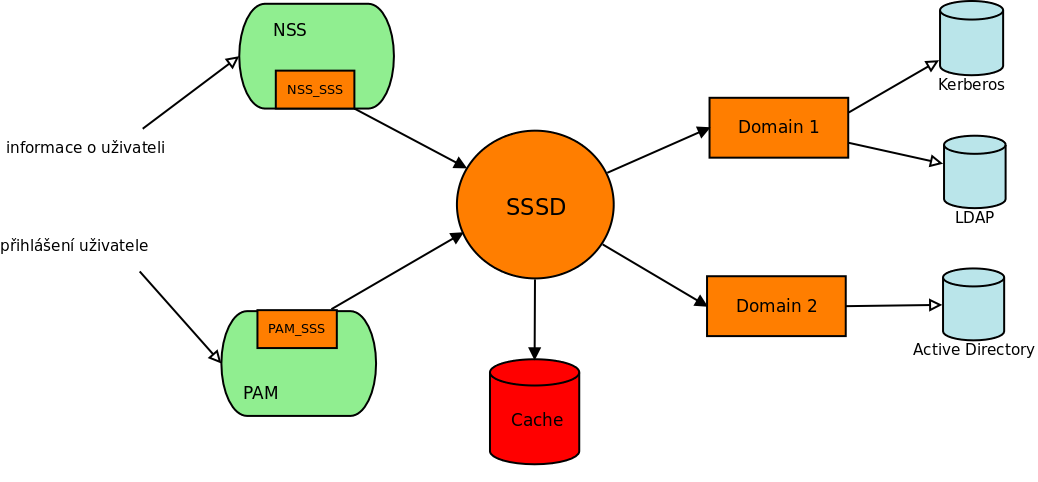 NSS
NSS_SSS
informace o uživateli
přihlášení uživatele
PAM_SSS
PAM
SSSD
Cache
Domain 1
Domain 2
Kerberos
LDAP
Active Directory